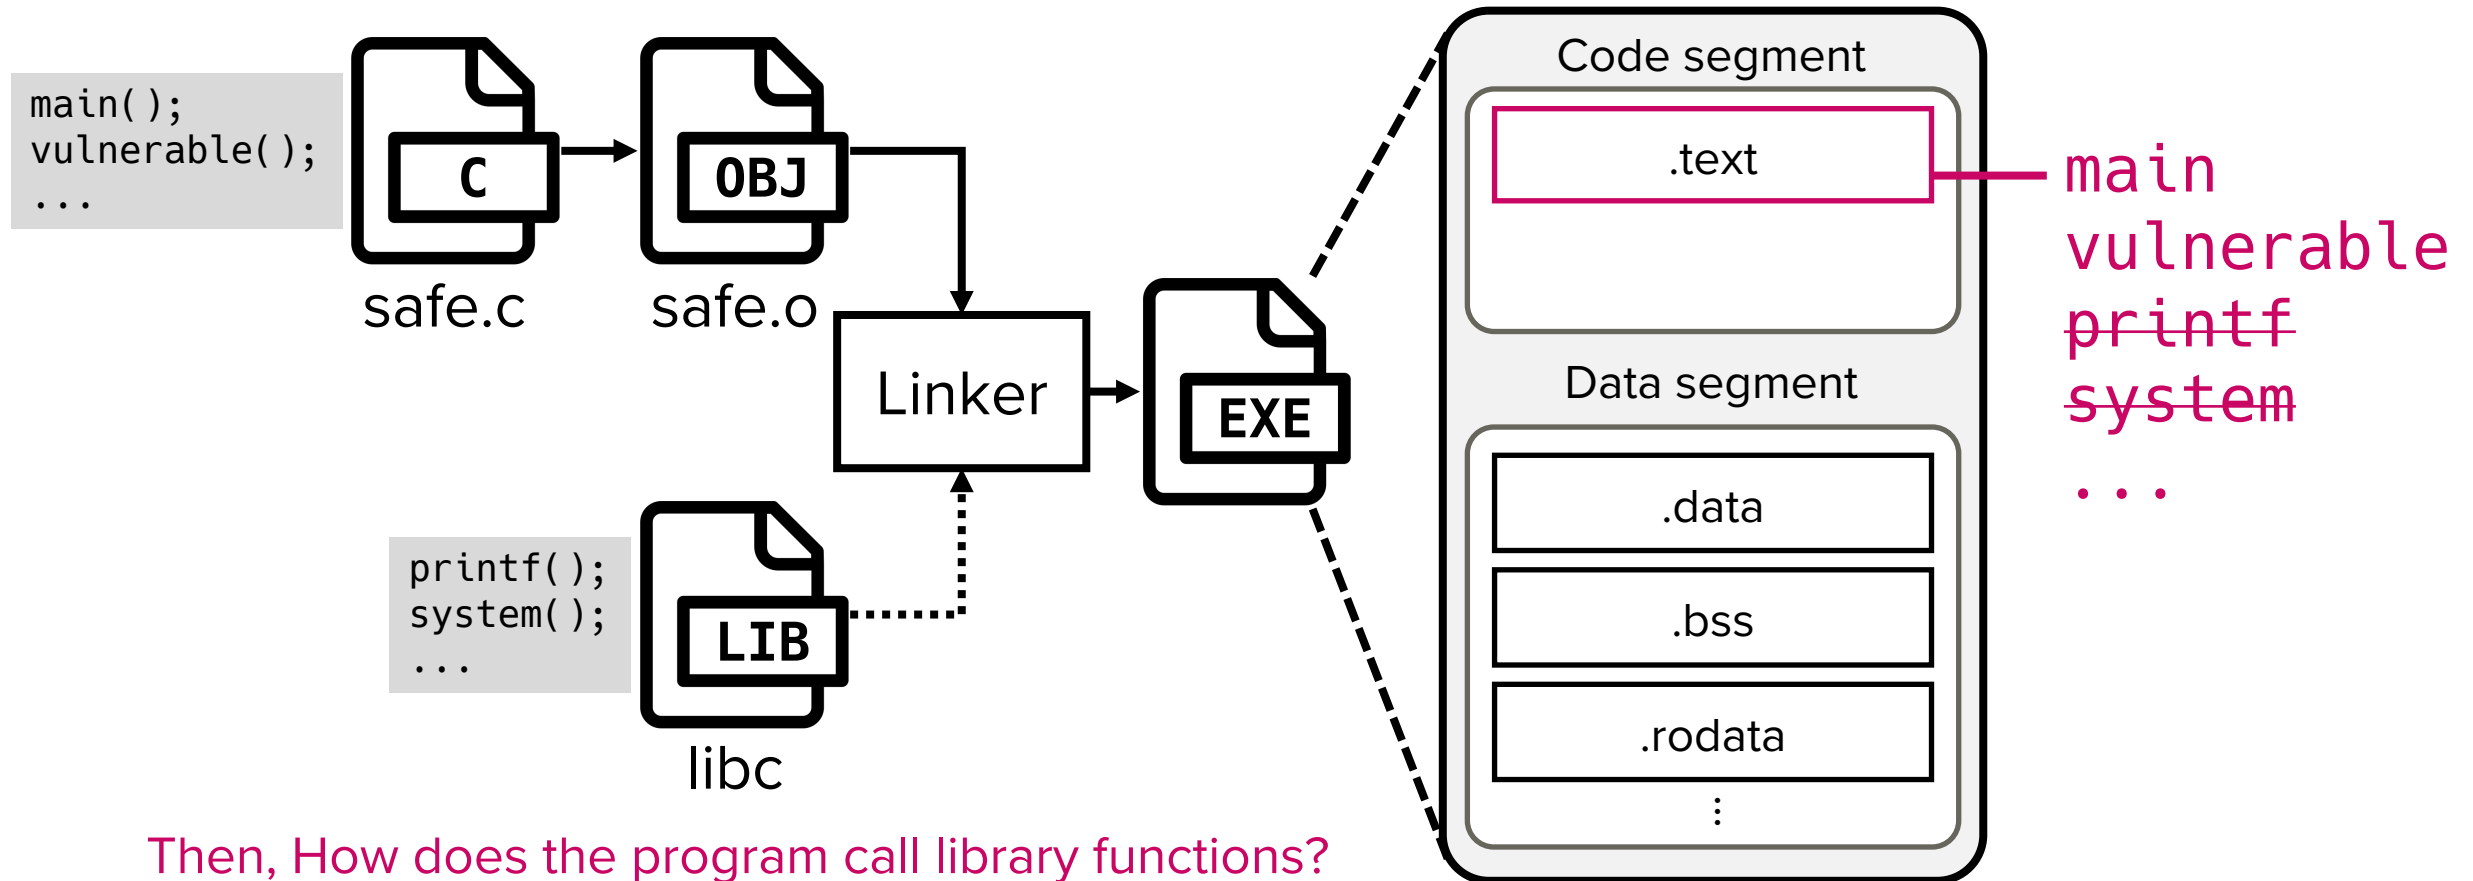 main();
vulnerable();
...
C
safe.c
OBJ
safe.o
Linker
printf();
system();
...
LIB
libc
EXE
Code segment
.text
Data segment
.data
.bss
.rodata
⋮
main
vulnerable
printf
system
...
Then, How does the program call library functions?